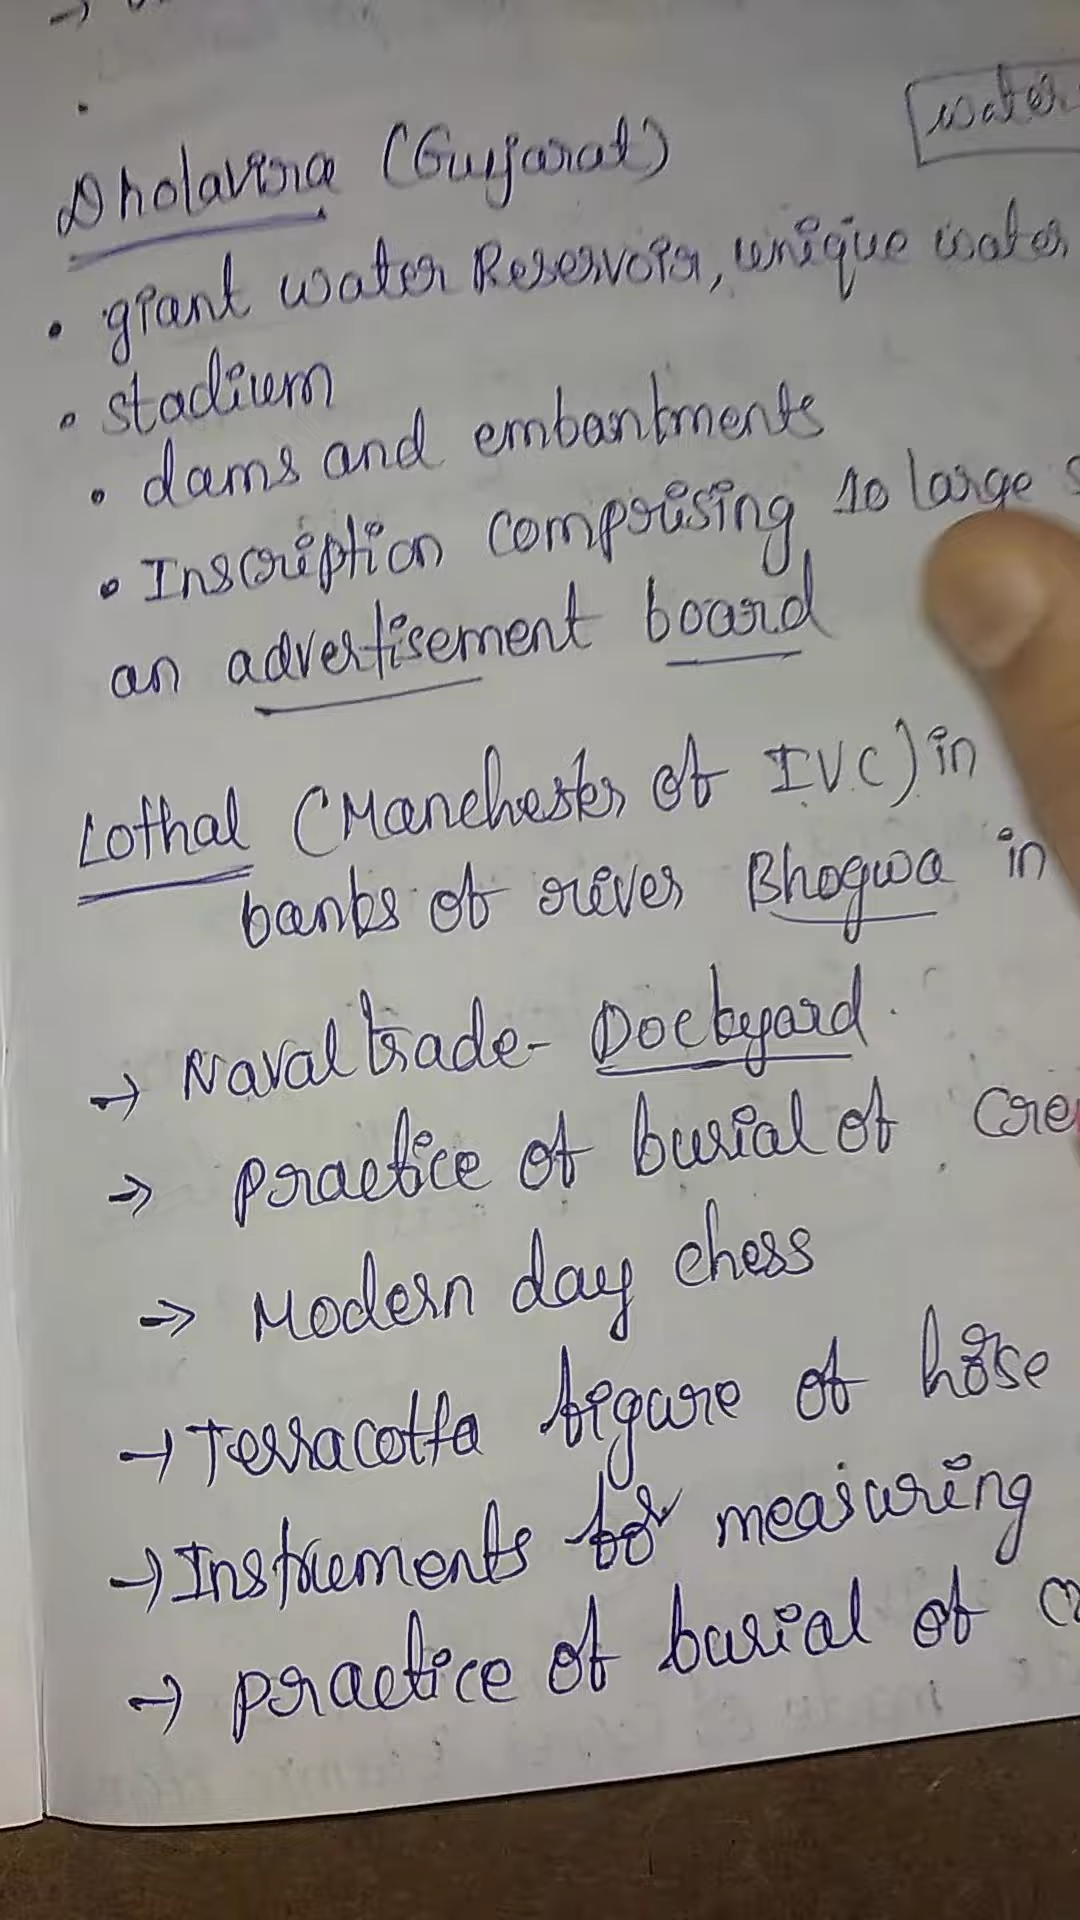 water
Dholavira (Gujarat)
• giant water Reservoir, unique water
• stadium
• dams and embankments
• Inscription comprising 10 large
an advertisement board
Lothal (Manchester of IVC) in
banks of river Bhogwa in
→ Naval trade- Dockyard.
→ practice of burial of
→ Modern day chess
→ Terracotta figure of hose
→ Instruments for measuring
→ practice of burial of